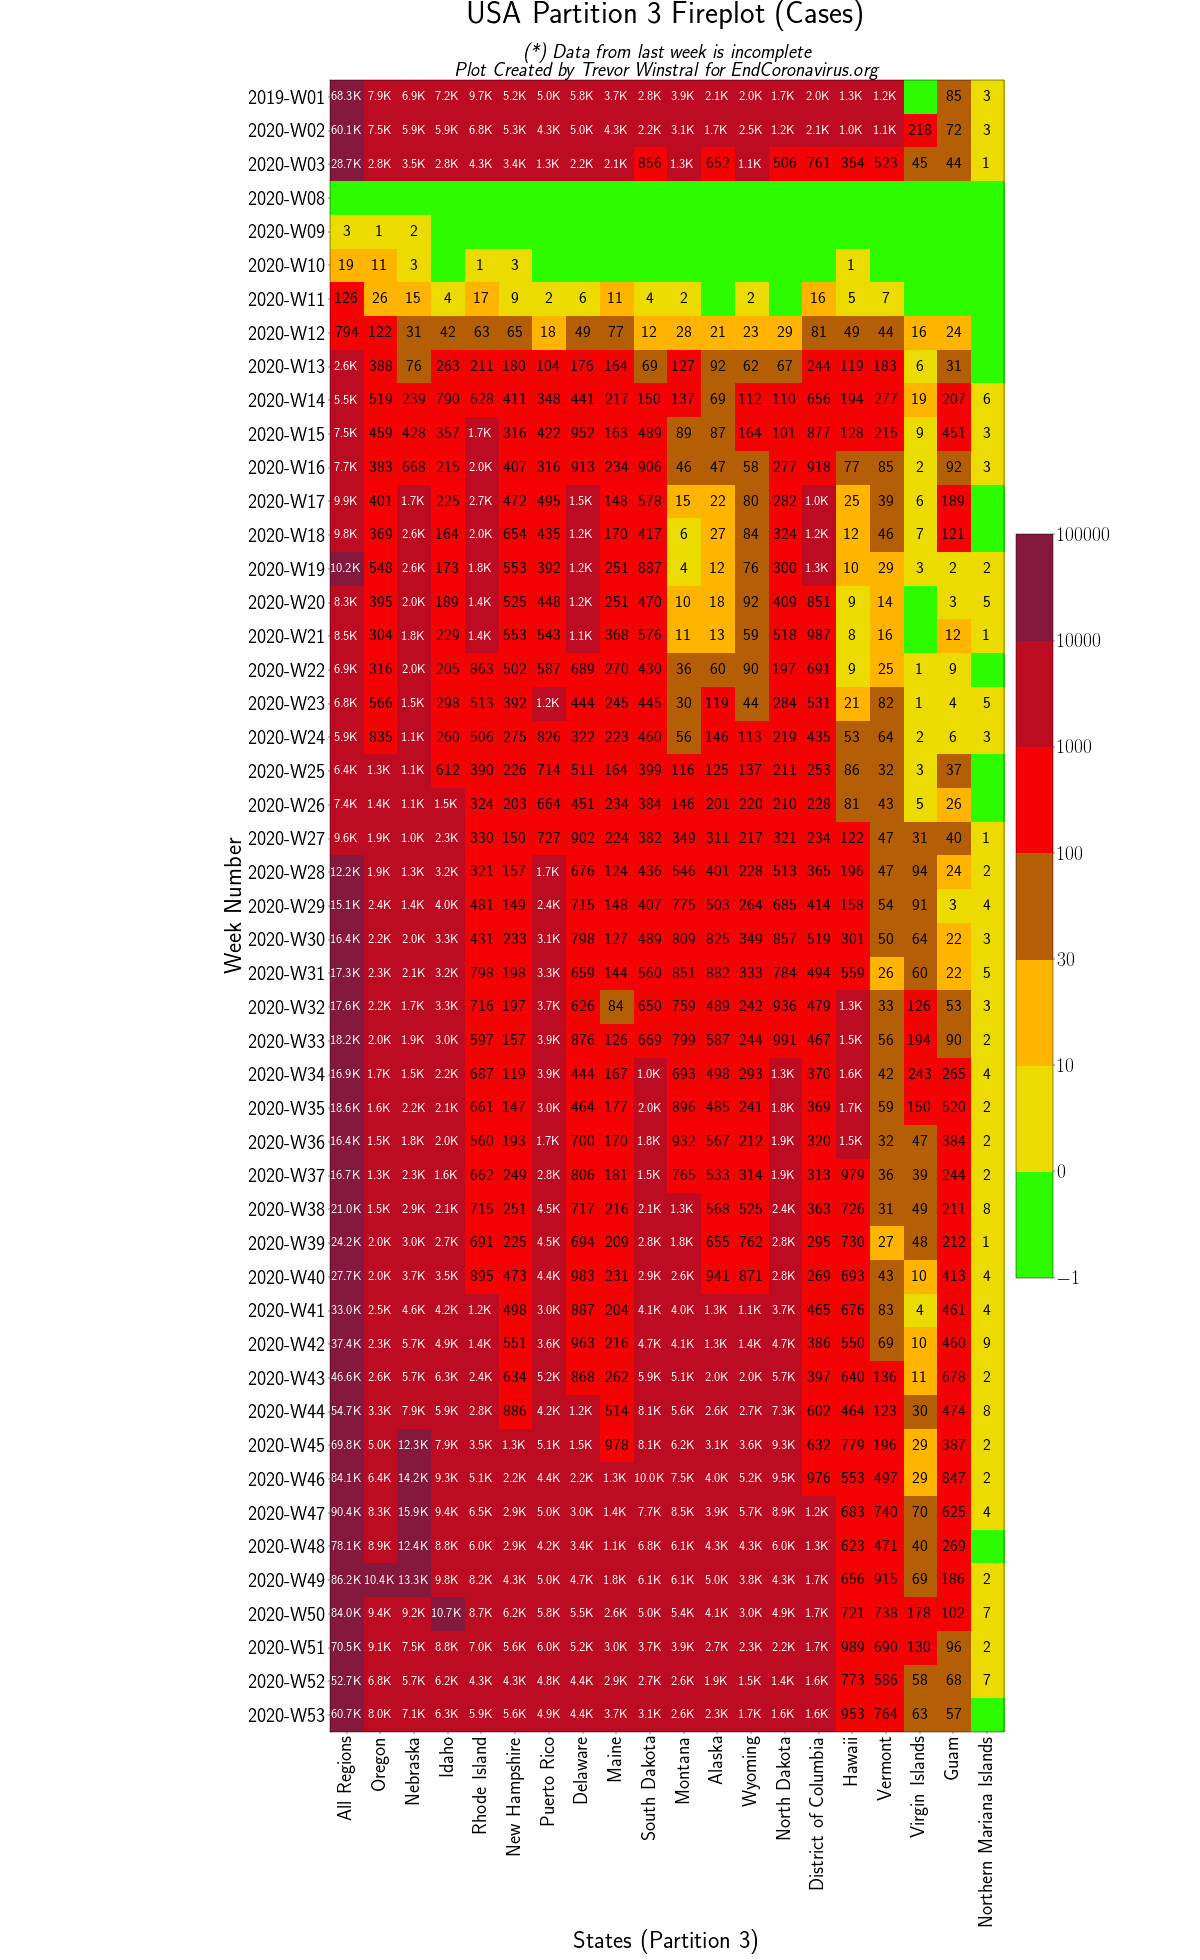 USA Partition 3 Fireplot (Cases)
(*) Data from last week is incomplete
Plot Created by Trevor Winstral for EndCoronavirus.org
2019-W01 68.3K 7.9K 6.9K 7.2K 9.7K 5.2K 5.0K 5.8K 3.7K 2.8K 3.9K 2.1K 2.0K 1.7K 2.0K 1.3K 1.2K 85 3
2020-W02 60.1K 7.5K 5.9K 5.9K 6.8K 5.3K 4.3K 5.0K 4.3K 2.2K 3.1K 1.7K 2.5K 1.2K 2.1K 1.0K 1.1K 218 72 3
2020-W03 28.7K 2.8K 3.5K 2.8K 4.3K 3.4K 1.3K 2.2K 2.1K 856 1.3K 652 1.1K 506 761 354 523 45 44 1
2020-W08
2020-W09 3 1 2
2020-W10 19 11 3 1 3 1
2020-W11 126 26 15 4 17 9 2 6 11 4 2 2 16 5 7
2020-W12 794 122 31 42 63 65 18 49 77 12 28 21 23 29 81 49 44 16 24
2020-W13 2.6K 388 76 263 211 180 104 176 164 69 127 92 62 67 244 119 183 6 31
2020-W14 5.5K 519 239 790 628 411 348 441 217 150 137 69 112 110 656 194 277 19 207 6
2020-W15 7.5K 459 428 357 1.7K 316 422 952 163 489 89 87 164 101 877 128 215 9 451 3
2020-W16 7.7K 383 668 215 2.0K 407 316 913 234 906 46 47 58 277 918 77 85 2 92 3
2020-W17 9.9K 401 1.7K 225 2.7K 472 495 1.5K 148 578 15 22 80 282 1.0K 25 39 6 189
2020-W18 9.8K 369 2.6K 164 2.0K 654 435 1.2K 170 417 6 27 84 324 1.2K 12 46 7 121
2020-W19 10.2K 548 2.6K 173 1.8K 553 392 1.2K 251 887 4 12 76 300 1.3K 10 29 3 2 2
2020-W20 8.3K 395 2.0K 189 1.4K 525 448 1.2K 251 470 10 18 92 409 851 9 14 3 5
2020-W21 8.5K 304 1.8K 229 1.4K 553 543 1.1K 368 576 11 13 59 518 987 8 16 12 1
2020-W22 6.9K 316 2.0K 205 863 502 587 689 270 430 36 60 90 197 691 9 25 1 9
2020-W23 6.8K 566 1.5K 298 513 392 1.2K 444 245 445 30 119 44 284 531 21 82 1 4 5
2020-W24 5.9K 835 1.1K 260 506 275 826 322 223 460 56 146 113 219 435 53 64 2 6 3
2020-W25 6.4K 1.3K 1.1K 612 390 226 714 511 164 399 116 125 137 211 253 86 32 3 37
2020-W26 7.4K 1.4K 1.1K 1.5K 324 203 664 451 234 384 146 201 220 210 228 81 43 5 26
2020-W27 9.6K 1.9K 1.0K 2.3K 330 150 727 902 224 382 349 311 217 321 234 122 47 31 40 1
2020-W28 12.2K 1.9K 1.3K 3.2K 321 157 1.7K 676 124 436 546 401 228 513 365 196 47 94 24 2
2020-W29 15.1K 2.4K 1.4K 4.0K 481 149 2.4K 715 148 407 775 503 264 685 414 158 54 91 3 4
2020-W30 16.4K 2.2K 2.0K 3.3K 431 233 3.1K 798 127 489 809 825 349 857 519 301 50 64 22 3
2020-W31 17.3K 2.3K 2.1K 3.2K 798 198 3.3K 659 144 560 851 882 333 784 494 559 26 60 22 5
2020-W32 17.6K 2.2K 1.7K 3.3K 716 197 3.7K 626 84 650 759 489 242 936 479 1.3K 33 126 53 3
2020-W33 18.2K 2.0K 1.9K 3.0K 597 157 3.9K 876 126 669 799 587 244 991 467 1.5K 56 194 90 2
2020-W34 16.9K 1.7K 1.5K 2.2K 687 119 3.9K 444 167 1.0K 693 498 293 1.3K 370 1.6K 42 243 265 4
2020-W35 18.6K 1.6K 2.2K 2.1K 661 147 3.0K 464 177 2.0K 896 485 241 1.8K 369 1.7K 59 150 520 2
2020-W36 16.4K 1.5K 1.8K 2.0K 560 193 1.7K 700 170 1.8K 932 567 212 1.9K 320 1.5K 32 47 384 2
2020-W37 16.7K 1.3K 2.3K 1.6K 662 249 2.8K 806 181 1.5K 765 533 314 1.9K 313 979 36 39 244 2
2020-W38 21.0K 1.5K 2.9K 2.1K 715 251 4.5K 717 216 2.1K 1.3K 568 525 2.4K 363 726 31 49 211 8
2020-W39 24.2K 2.0K 3.0K 2.7K 691 225 4.5K 694 209 2.8K 1.8K 655 762 2.8K 295 730 27 48 212 1
2020-W40 27.7K 2.0K 3.7K 3.5K 895 473 4.4K 983 231 2.9K 2.6K 941 871 2.8K 269 693 43 10 413 4
2020-W41 33.0K 2.5K 4.6K 4.2K 1.2K 498 3.0K 887 204 4.1K 4.0K 1.3K 1.1K 3.7K 465 676 83 4 461 4
2020-W42 37.4K 2.3K 5.7K 4.9K 1.4K 551 3.6K 963 216 4.7K 4.1K 1.3K 1.4K 4.7K 386 550 69 10 460 9
2020-W43 46.6K 2.6K 5.7K 6.3K 2.4K 634 5.2K 868 262 5.9K 5.1K 2.0K 2.0K 5.7K 397 640 136 11 678 2
2020-W44 54.7K 3.3K 7.9K 5.9K 2.8K 886 4.2K 1.2K 514 8.1K 5.6K 2.6K 2.7K 7.3K 602 464 123 30 474 8
2020-W45 69.8K 5.0K 12.3K 7.9K 3.5K 1.3K 5.1K 1.5K 978 8.1K 6.2K 3.1K 3.6K 9.3K 632 779 196 29 387 2
2020-W46 84.1K 6.4K 14.2K 9.3K 5.1K 2.2K 4.4K 2.2K 1.3K 10.0K 7.5K 4.0K 5.2K 9.5K 976 553 497 29 847 2
2020-W47 90.4K 8.3K 15.9K 9.4K 6.5K 2.9K 5.0K 3.0K 1.4K 7.7K 8.5K 3.9K 5.7K 8.9K 1.2K 683 740 70 625 4
2020-W48 78.1K 8.9K 12.4K 8.8K 6.0K 2.9K 4.2K 3.4K 1.1K 6.8K 6.1K 4.3K 4.3K 6.0K 1.3K 623 471 40 269
2020-W49 86.2K 10.4K 13.3K 9.8K 8.2K 4.3K 5.0K 4.7K 1.8K 6.1K 6.1K 5.0K 3.8K 4.3K 1.7K 656 915 69 186 2
2020-W50 84.0K 9.4K 9.2K 10.7K 8.7K 6.2K 5.8K 5.5K 2.6K 5.0K 5.4K 4.1K 3.0K 4.9K 1.7K 721 738 178 102 7
2020-W51 70.5K 9.1K 7.5K 8.8K 7.0K 5.6K 6.0K 5.2K 3.0K 3.7K 3.9K 2.7K 2.3K 2.2K 1.7K 989 690 130 96 2
2020-W52 52.7K 6.8K 5.7K 6.2K 4.3K 4.3K 4.8K 4.4K 2.9K 2.7K 2.6K 1.9K 1.5K 1.4K 1.6K 773 586 58 68 7
2020-W53 60.7K 8.0K 7.1K 6.3K 5.9K 5.6K 4.9K 4.4K 3.7K 3.1K 2.6K 2.3K 1.7K 1.6K 1.6K 953 764 63 57
Week Number
All Regions
Oregon
Nebraska
Idaho
Rhode Island
New Hampshire
Puerto Rico
Delaware
Maine
South Dakota
Montana
Alaska
Wyoming
North Dakota
District of Columbia
Hawaii
Vermont
Virgin Islands
Guam
Northern Mariana Islands
States (Partition 3)
100000
10000
1000
100
30
10
0
−1